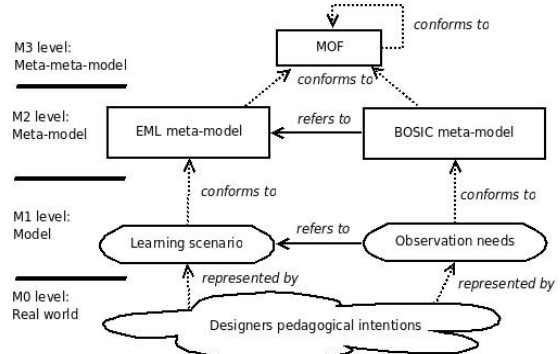 conforms to
M3 level:
Meta-meta-model
MOF
conforms to
M2 level:
Meta-model
EML meta-model
refers to
BOSIC meta-model
conforms to
conforms to
M1 level:
Model
Learning scenario
refers to
Observation needs
represented by
represented by
M0 level:
Real world
Designers pedagogical intentions